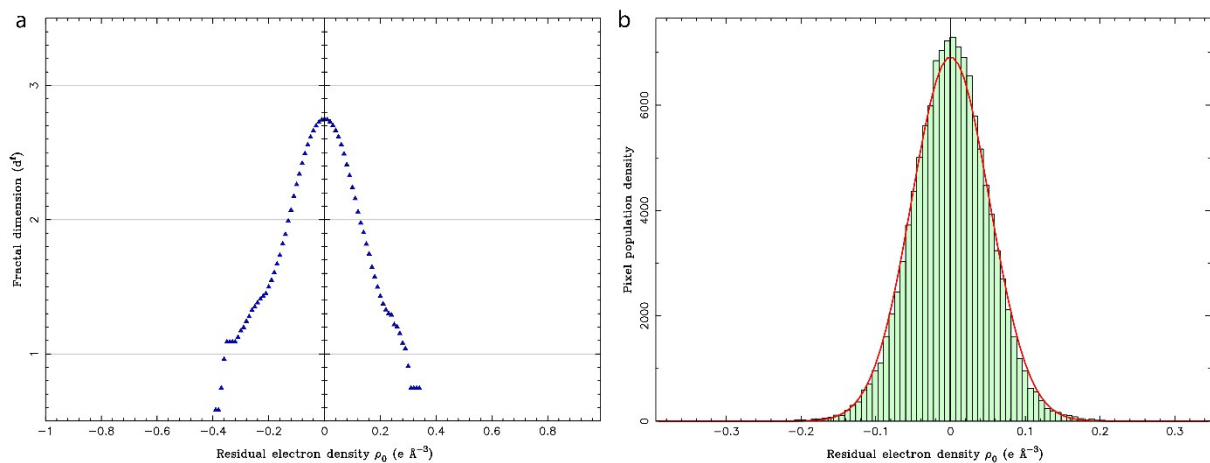 a
3
2
1
Fractal dimension (dᶠ)
−1 −0.8 −0.6 −0.4 −0.2 0 0.2 0.4 0.6 0.8
Residual electron density ρ₀ (e Å⁻³)
b
6000
4000
2000
0
Pixel population density
−0.3 −0.2 −0.1 0 0.1 0.2 0.3
Residual electron density ρ₀ (e Å⁻³)